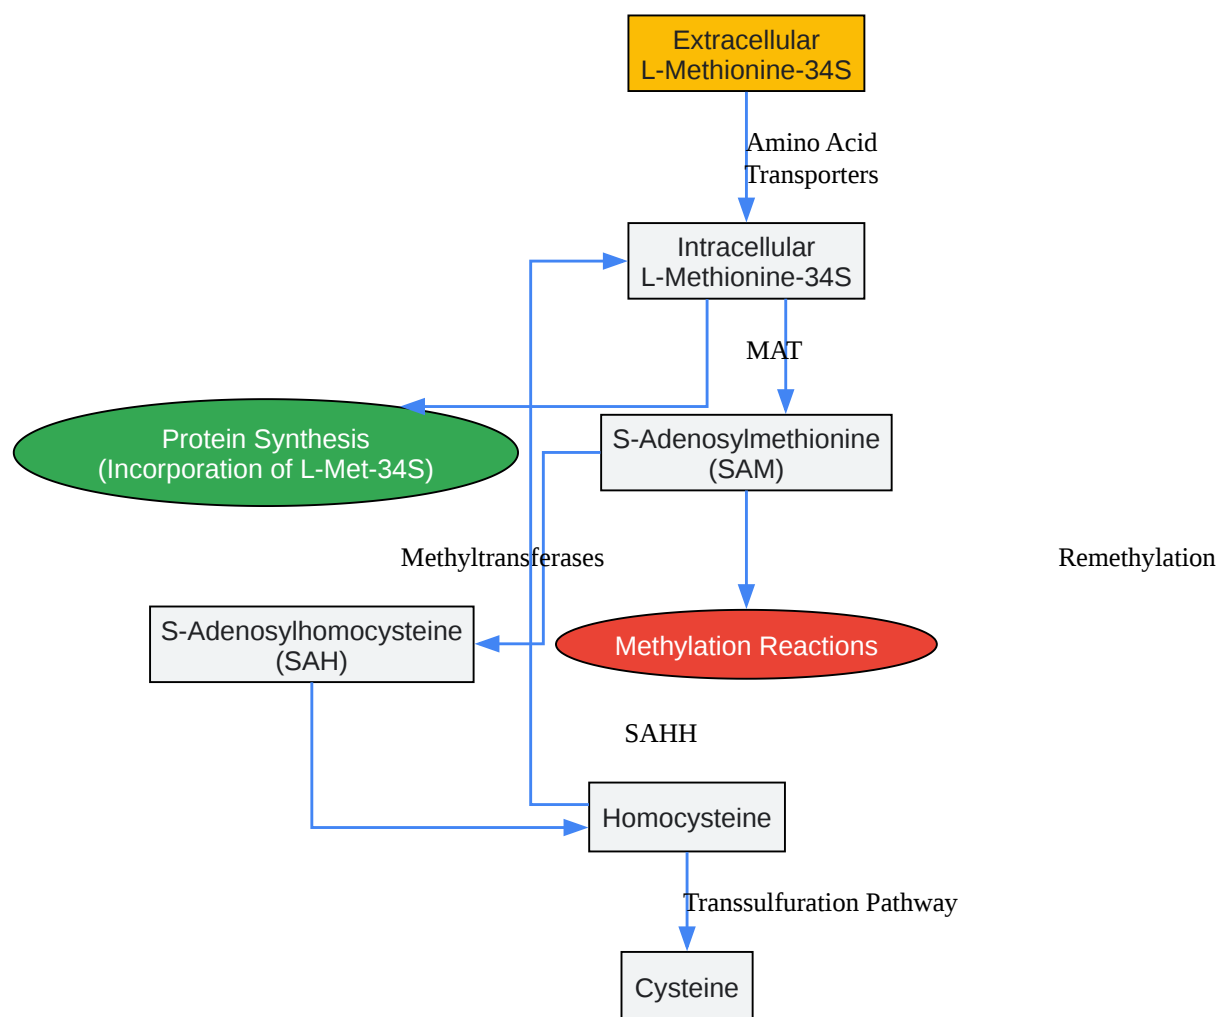 Extracellular
L-Methionine-34S
Amino Acid
Transporters
Intracellular
L-Methionine-34S
MAT
Protein Synthesis
(Incorporation of L-Met-34S)
S-Adenosylmethionine
(SAM)
Methyltransferases
Remethylation
S-Adenosylhomocysteine
(SAH)
Methylation Reactions
SAHH
Homocysteine
Transsulfuration Pathway
Cysteine